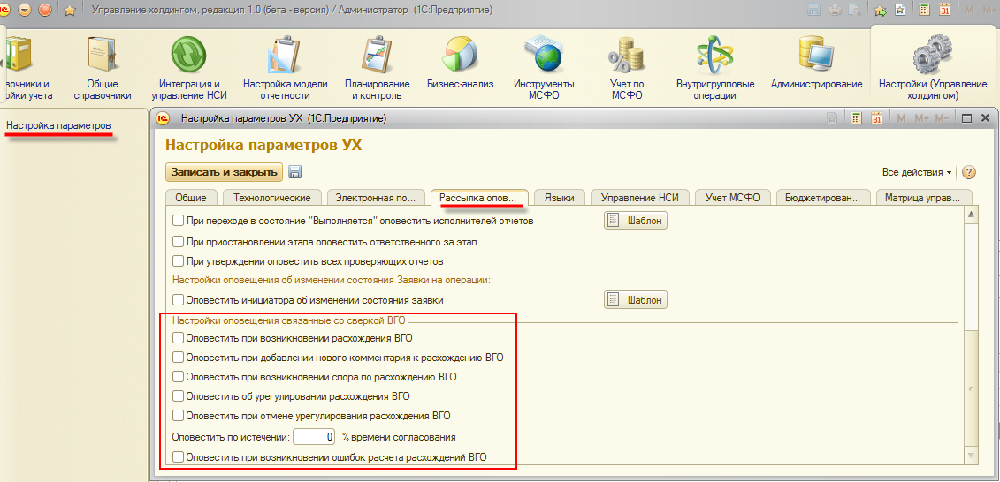 Управление холдингом, редакция 1.0 (бета - версия) / Администратор (1С:Предприятие)
M M
вочники и
ойки учета
Общие
справочники
Интеграция и
управление НСИ
Настройка модели
отчетности
Планирование
и контроль
Бизнес-анализ
Инструменты
МСФО
Учет по
МСФО
Внутригрупповые
операции
Администрирование
Настройки (Управление
холдингом)
Настройка параметров
Настройка параметров УХ (1С:Предприятие)
M M+ M-
Настройка параметров УХ
Записать и закрыть
Все действия
Общие
Технологические
Электронная по...
Рассылка опов...
Языки
Управление НСИ
Учет МСФО
Бюджетирован...
Матрица управ...
При переходе в состояние "Выполняется" оповестить исполнителей отчетов
Шаблон
При приостановлении этапа оповестить ответственного за этап
При утверждении оповестить всех проверяющих отчетов
Настройки оповещения об изменении состояния Заявки на операции:
Оповестить инициатора об изменении состояния заявки
Шаблон
Настройки оповещения связанные со сверкой ВГО
Оповестить при возникновении расхождения ВГО
Оповестить при добавлении нового комментария к расхождению ВГО
Оповестить при возникновении спора по расхождению ВГО
Оповестить об урегулировании расхождения ВГО
Оповестить при отмене урегулирования расхождения ВГО
Оповестить по истечении: 0 % времени согласования
Оповестить при возникновении ошибок расчета расхождений ВГО